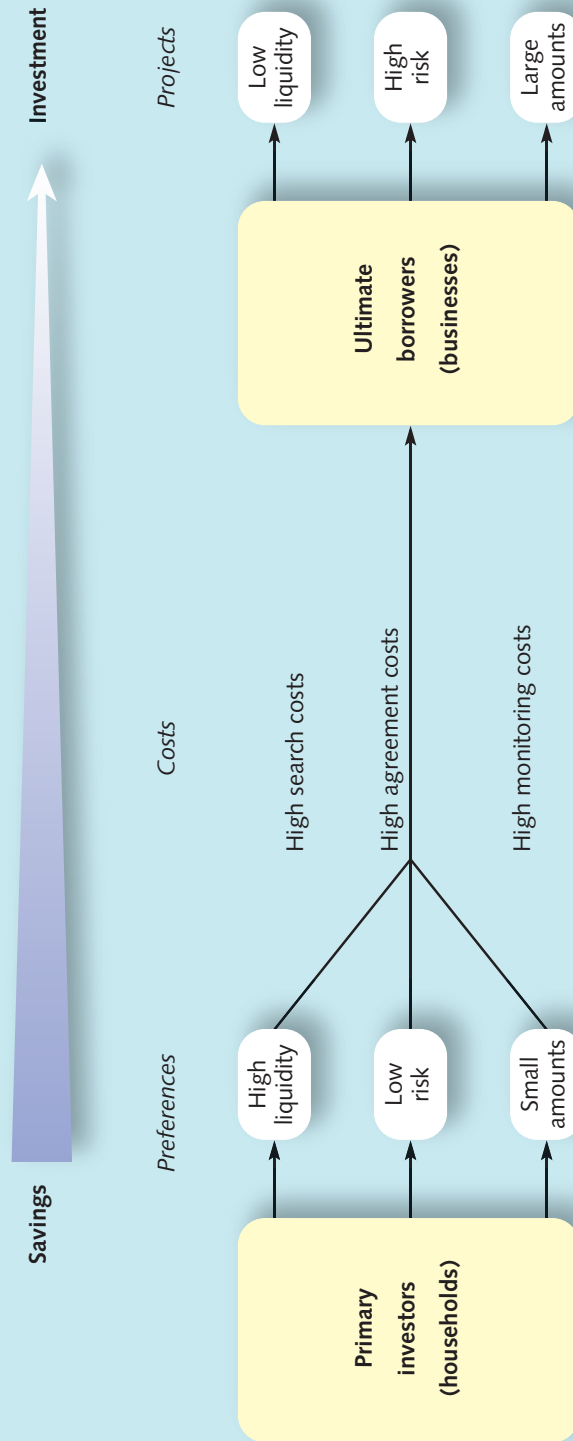 Savings
Investment
Preferences
Costs
Projects
Primary
investors
(households)
High
liquidity
Low
risk
Small
amounts
High search costs
High agreement costs
High monitoring costs
Ultimate
borrowers
(businesses)
Low
liquidity
High
risk
Large
amounts